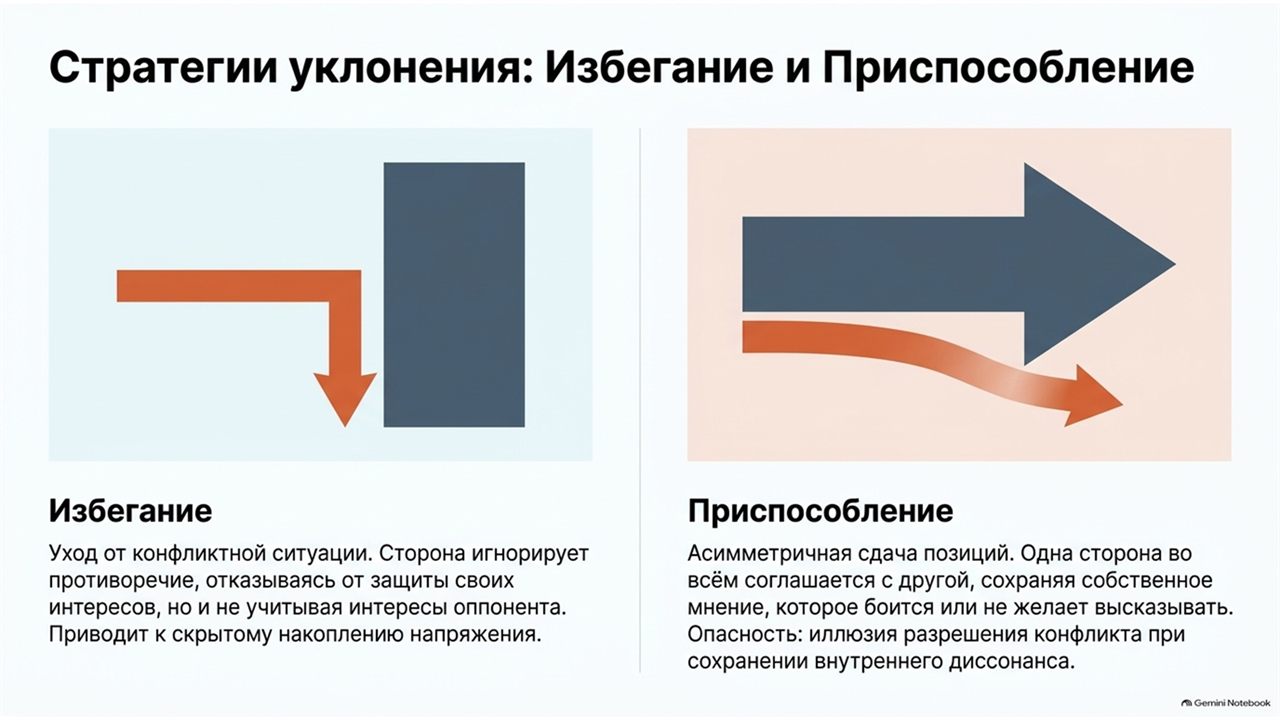 Стратегии уклонения: Избегание и Приспособление
Избегание
Уход от конфликтной ситуации. Сторона игнорирует
противоречие, отказываясь от защиты своих
интересов, но и не учитывая интересы оппонента.
Приводит к скрытому накоплению напряжения.
Приспособление
Асимметричная сдача позиций. Одна сторона во
всём соглашается с другой, сохраняя собственное
мнение, которое боится или не желает высказывать.
Опасность: иллюзия разрешения конфликта при
сохранении внутреннего диссонанса.
Gemini Notebook